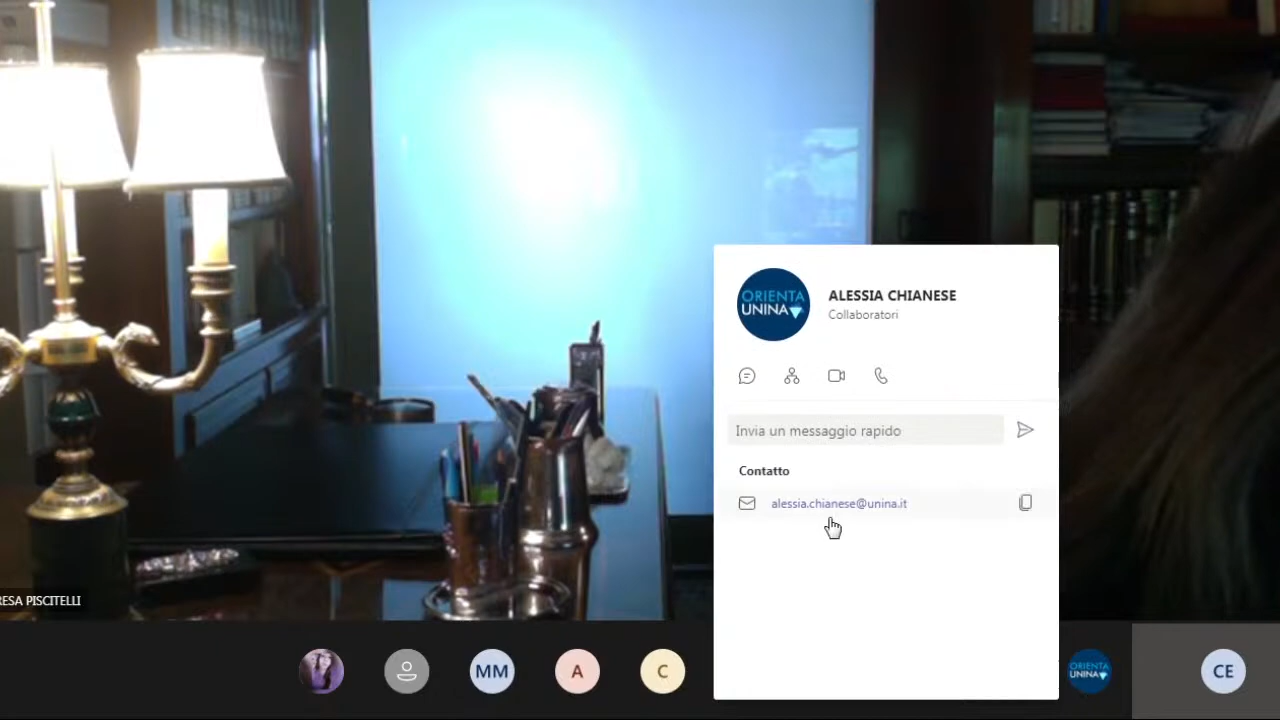 ORIENTA
UNINA
ALESSIA CHIANESE
Collaboratori
Invia un messaggio rapido
Contatto
alessia.chianese@unina.it
PISCITELLI
MM
A
C
ORIENTA
UNINA
CE